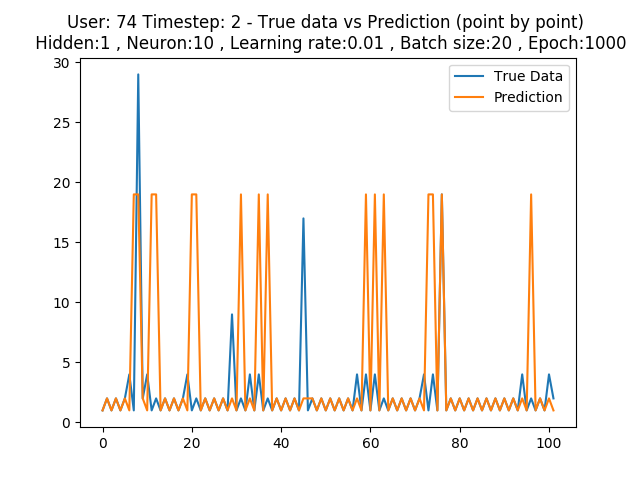 User: 74 Timestep: 2 - True data vs Prediction (point by point)
Hidden:1 , Neuron:10 , Learning rate:0.01 , Batch size:20 , Epoch:1000
True Data
Prediction
30
25
20
15
10
5
0
0 20 40 60 80 100